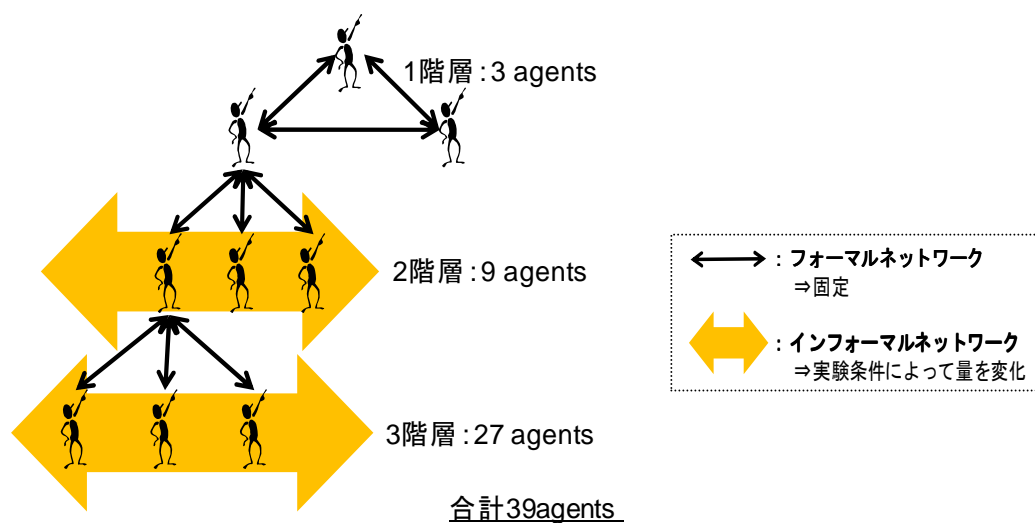 1階層：3 agents
2階層：9 agents
3階層：27 agents
合計39agents
：フォーマルネットワーク
⇒固定
：インフォーマルネットワーク
⇒実験条件によって量を変化